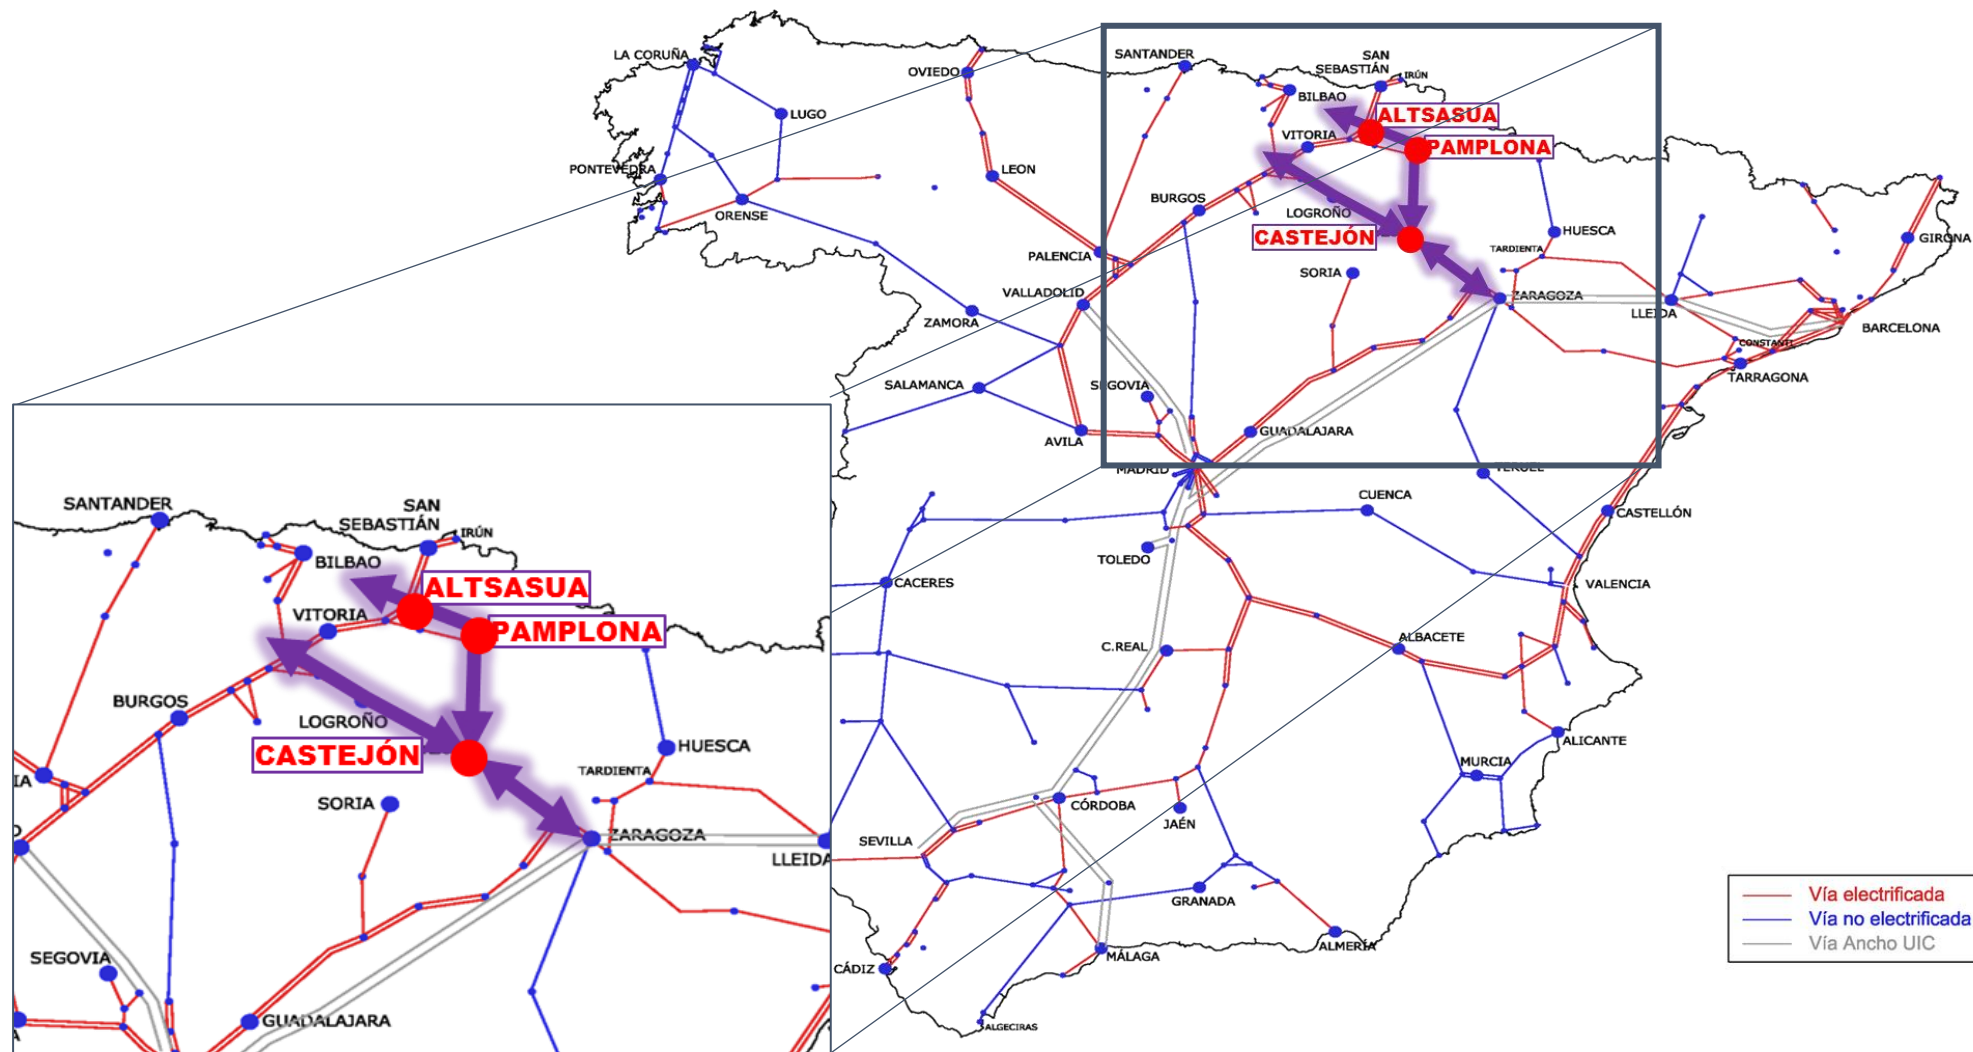 LA CORUÑA
OVIEDO
SANTANDER
SAN
SEBASTIÁN
IRÚN
BILBAO
LUGO
ALTSASUA
VITORIA
PAMPLONA
PONTEVEDRA
LEON
ORENSE
BURGOS
LOGROÑO
CASTEJÓN
HUESCA
TARDIENTA
GIRONA
PALENCIA
SORIA
VALLADOLID
ZARAGOZA
ZAMORA
LLEIDA
BARCELONA
CONSTANTI
TARRAGONA
SALAMANCA
SEGOVIA
AVILA
GUADALAJARA
MADRID
TERUEL
CUENCA
CASTELLÓN
TOLEDO
CACERES
VALENCIA
C.REAL
ALBACETE
ALICANTE
MURCIA
CÓRDOBA
JAÉN
SEVILLA
GRANADA
ALMERÍA
MÁLAGA
CÁDIZ
ALGECIRAS
SANTANDER
SAN
SEBASTIÁN
IRÚN
BILBAO
ALTSASUA
VITORIA
PAMPLONA
BURGOS
LOGROÑO
CASTEJÓN
HUESCA
TARDIENTA
IA
SORIA
D
ZARAGOZA
LLEIDA
SEGOVIA
GUADALAJARA
A
Vía electrificada
Vía no electrificada
Vía Ancho UIC